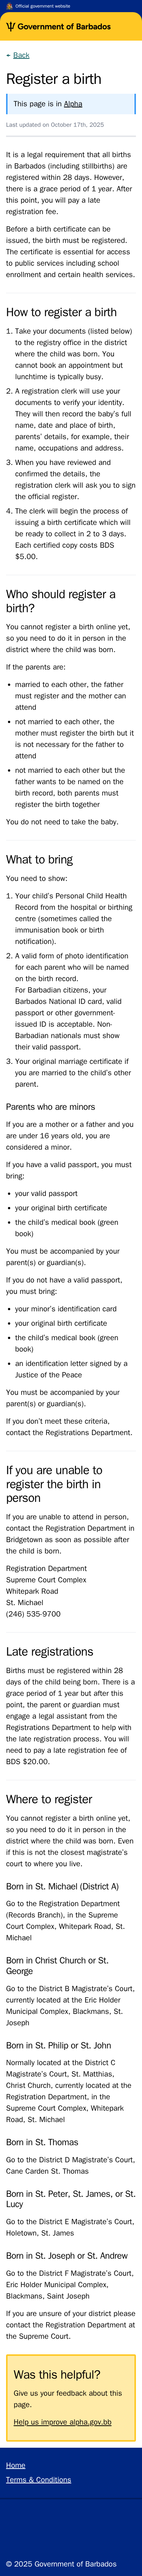 Official government website
Government of Barbados
← Back
Register a birth
This page is in Alpha
Last updated on October 17th, 2025
It is a legal requirement that all births
in Barbados (including stillbirths) are
registered within 28 days. However,
there is a grace period of 1 year. After
this point, you will pay a late
registration fee.
Before a birth certificate can be
issued, the birth must be registered.
The certificate is essential for access
to public services including school
enrollment and certain health services.
How to register a birth
1. Take your documents (listed below)
to the registry office in the district
where the child was born. You
cannot book an appointment but
lunchtime is typically busy.
2. A registration clerk will use your
documents to verify your identity.
They will then record the baby's full
name, date and place of birth,
parents' details, for example, their
name, occupations and address.
3. When you have reviewed and
confirmed the details, the
registration clerk will ask you to sign
the official register.
4. The clerk will begin the process of
issuing a birth certificate which will
be ready to collect in 2 to 3 days.
Each certified copy costs BDS
$5.00.
Who should register a
birth?
You cannot register a birth online yet,
so you need to do it in person in the
district where the child was born.
If the parents are:
• married to each other, the father
must register and the mother can
attend
• not married to each other, the
mother must register the birth but it
is not necessary for the father to
attend
• not married to each other but the
father wants to be named on the
birth record, both parents must
register the birth together
You do not need to take the baby.
What to bring
You need to show:
1. Your child's Personal Child Health
Record from the hospital or birthing
centre (sometimes called the
immunisation book or birth
notification).
2. A valid form of photo identification
for each parent who will be named
on the birth record.
For Barbadian citizens, your
Barbados National ID card, valid
passport or other government-
issued ID is acceptable. Non-
Barbadian nationals must show
their valid passport.
3. Your original marriage certificate if
you are married to the child's other
parent.
Parents who are minors
If you are a mother or a father and you
are under 16 years old, you are
considered a minor.
If you have a valid passport, you must
bring:
• your valid passport
• your original birth certificate
• the child's medical book (green
book)
You must be accompanied by your
parent(s) or guardian(s).
If you do not have a valid passport,
you must bring:
• your minor's identification card
• your original birth certificate
• the child's medical book (green
book)
• an identification letter signed by a
Justice of the Peace
You must be accompanied by your
parent(s) or guardian(s).
If you don't meet these criteria,
contact the Registrations Department.
If you are unable to
register the birth in
person
If you are unable to attend in person,
contact the Registration Department in
Bridgetown as soon as possible after
the child is born.
Registration Department
Supreme Court Complex
Whitepark Road
St. Michael
(246) 535-9700
Late registrations
Births must be registered within 28
days of the child being born. There is a
grace period of 1 year but after this
point, the parent or guardian must
engage a legal assistant from the
Registrations Department to help with
the late registration process. You will
need to pay a late registration fee of
BDS $20.00.
Where to register
You cannot register a birth online yet,
so you need to do it in person in the
district where the child was born. Even
if this is not the closest magistrate's
court to where you live.
Born in St. Michael (District A)
Go to the Registration Department
(Records Branch), in the Supreme
Court Complex, Whitepark Road, St.
Michael
Born in Christ Church or St.
George
Go to the District B Magistrate's Court,
currently located at the Eric Holder
Municipal Complex, Blackmans, St.
Joseph
Born in St. Philip or St. John
Normally located at the District C
Magistrate's Court, St. Matthias,
Christ Church, currently located at the
Registration Department, in the
Supreme Court Complex, Whitepark
Road, St. Michael
Born in St. Thomas
Go to the District D Magistrate's Court,
Cane Carden St. Thomas
Born in St. Peter, St. James, or St.
Lucy
Go to the District E Magistrate's Court,
Holetown, St. James
Born in St. Joseph or St. Andrew
Go to the District F Magistrate's Court,
Eric Holder Municipal Complex,
Blackmans, Saint Joseph
If you are unsure of your district please
contact the Registration Department at
the Supreme Court.
Was this helpful?
Give us your feedback about this
page.
Help us improve alpha.gov.bb
Home
Terms & Conditions
© 2025 Government of Barbados